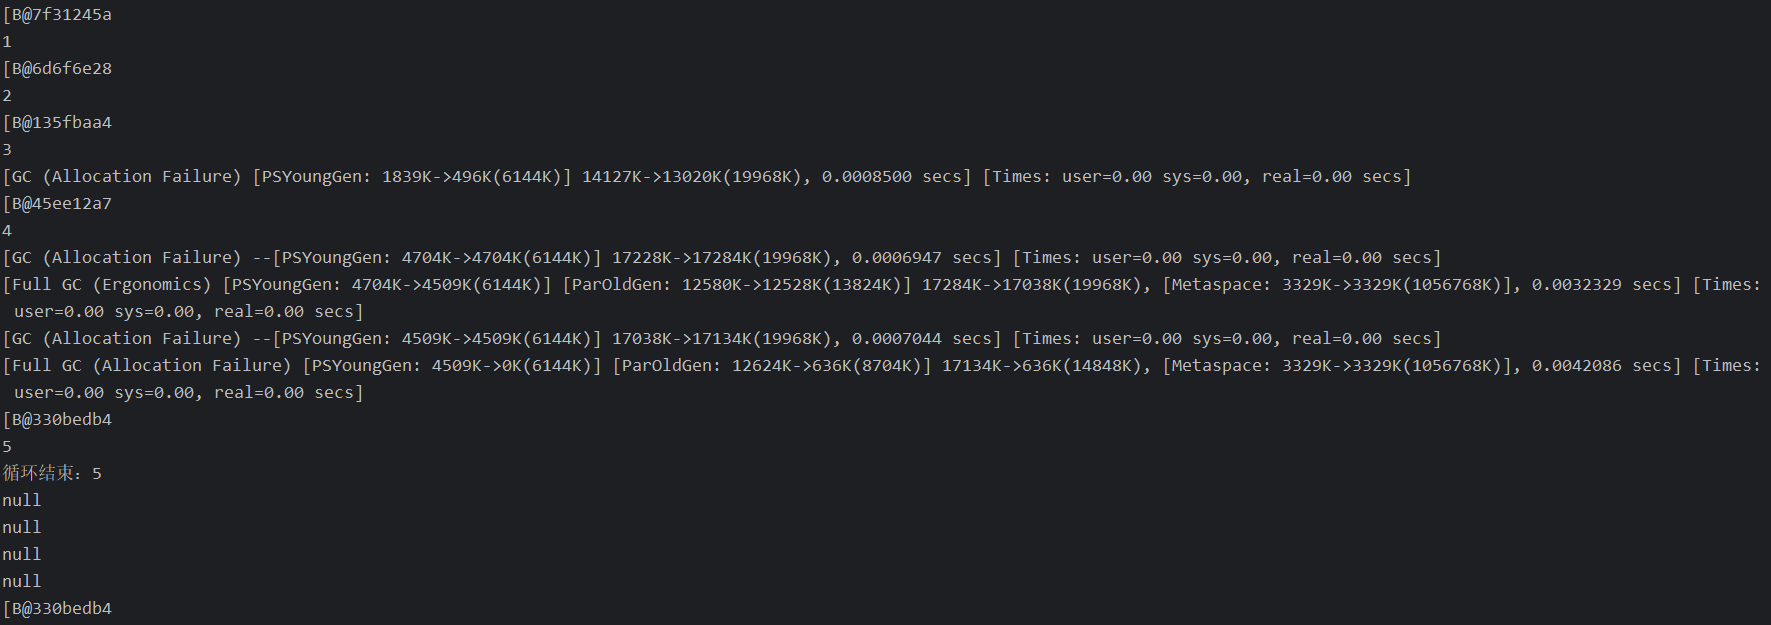 [B@7f31245a
1
[B@6d6f6e28
2
[B@135fbaa4
3
[GC (Allocation Failure) [PSYoungGen: 1839K->496K(6144K)] 14127K->13020K(19968K), 0.0008500 secs] [Times: user=0.00 sys=0.00, real=0.00 secs]
[B@45ee12a7
4
[GC (Allocation Failure) --[PSYoungGen: 4704K->4704K(6144K)] 17228K->17284K(19968K), 0.0006947 secs] [Times: user=0.00 sys=0.00, real=0.00 secs]
[Full GC (Ergonomics) [PSYoungGen: 4704K->4509K(6144K)] [ParOldGen: 12580K->12528K(13824K)] 17284K->17038K(19968K), [Metaspace: 3329K->3329K(1056768K)], 0.0032329 secs] [Times:
user=0.00 sys=0.00, real=0.00 secs]
[GC (Allocation Failure) --[PSYoungGen: 4509K->4509K(6144K)] 17038K->17134K(19968K), 0.0007044 secs] [Times: user=0.00 sys=0.00, real=0.00 secs]
[Full GC (Allocation Failure) [PSYoungGen: 4509K->0K(6144K)] [ParOldGen: 12624K->636K(8704K)] 17134K->636K(14848K), [Metaspace: 3329K->3329K(1056768K)], 0.0042086 secs] [Times:
user=0.00 sys=0.00, real=0.00 secs]
[B@330bedb4
5
循环结束：5
null
null
null
null
[B@330bedb4